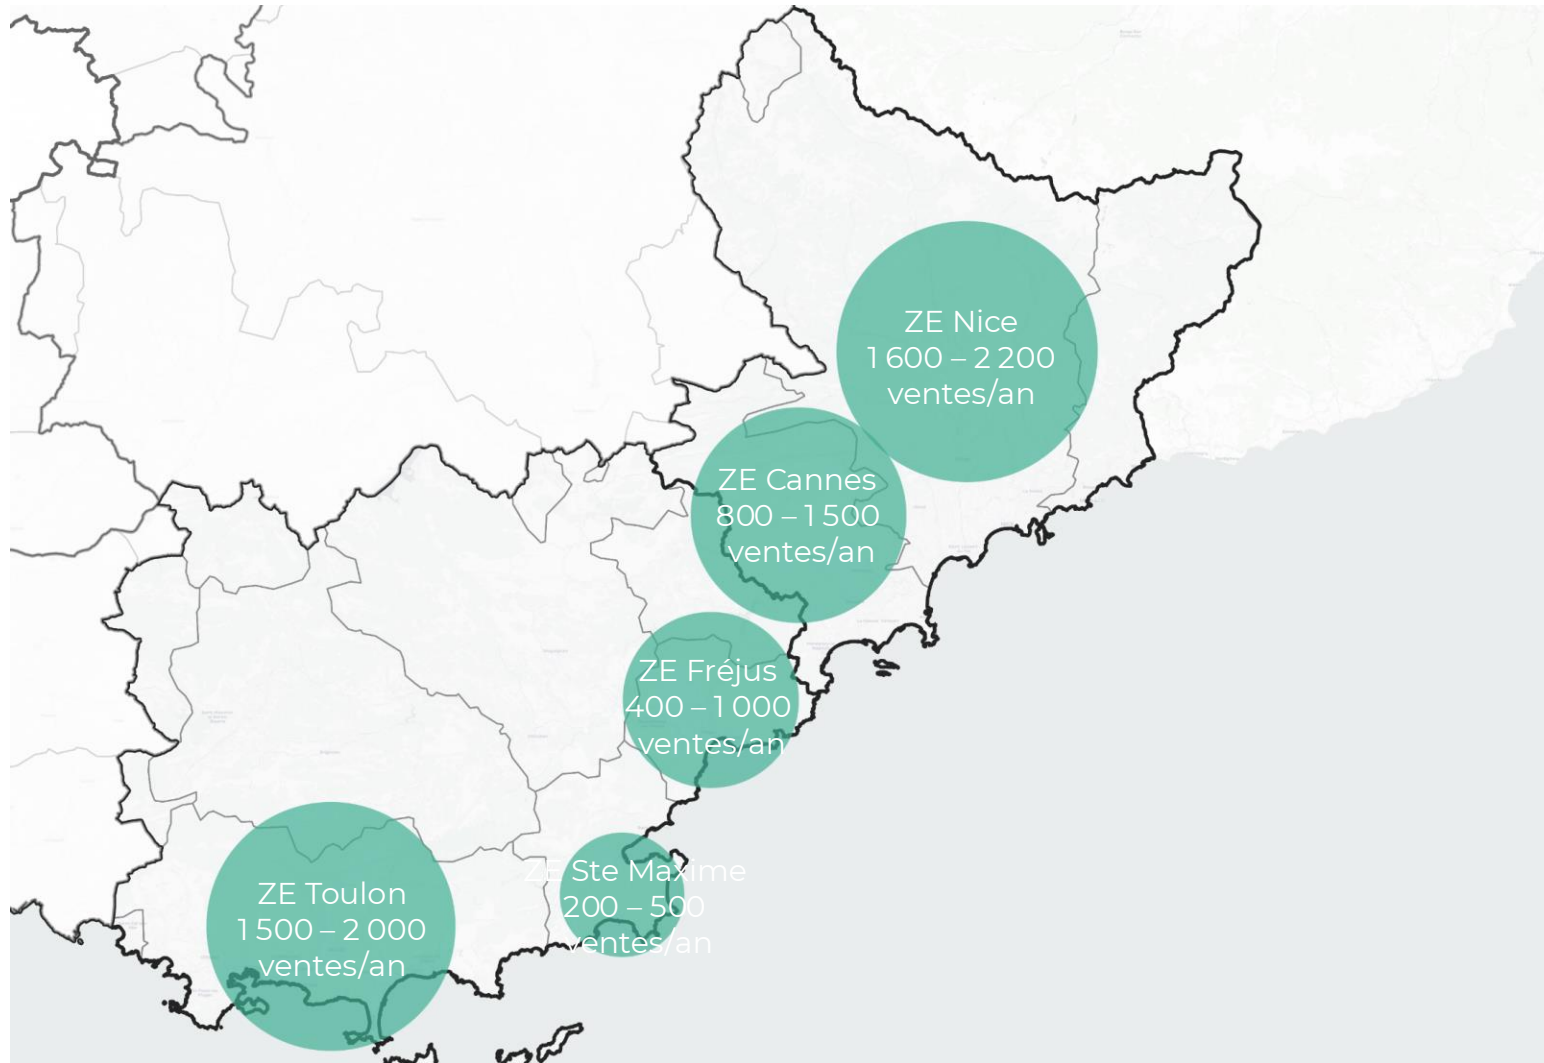 ZE Nice
1 600 – 2 200
ventes/an
ZE Cannes
800 – 1 500
ventes/an
ZE Fréjus
400 – 1 000
ventes/an
ZE Ste Maxime
200 – 500
ventes/an
ZE Toulon
1 500 – 2 000
ventes/an